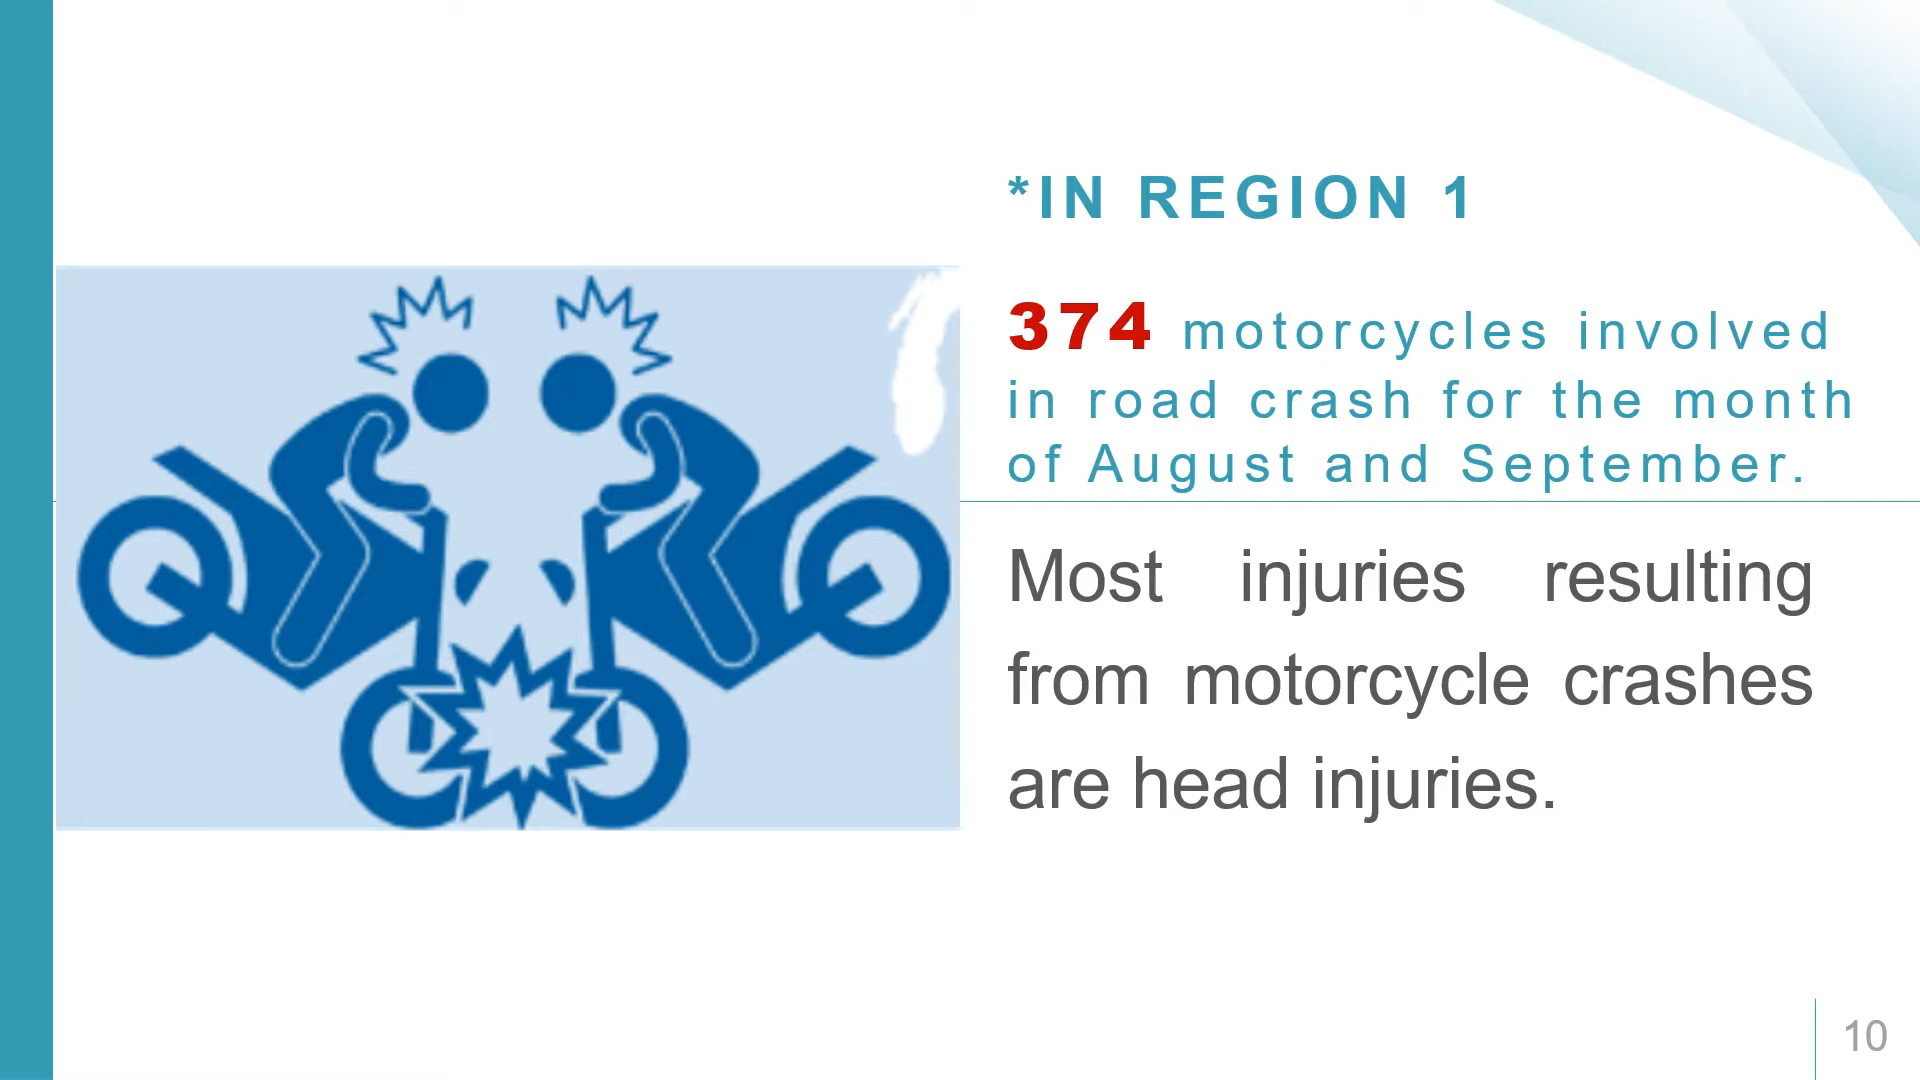 *IN REGION 1
374 motorcycles involved
in road crash for the month
of August and September.
Most injuries resulting
from motorcycle crashes
are head injuries.
10